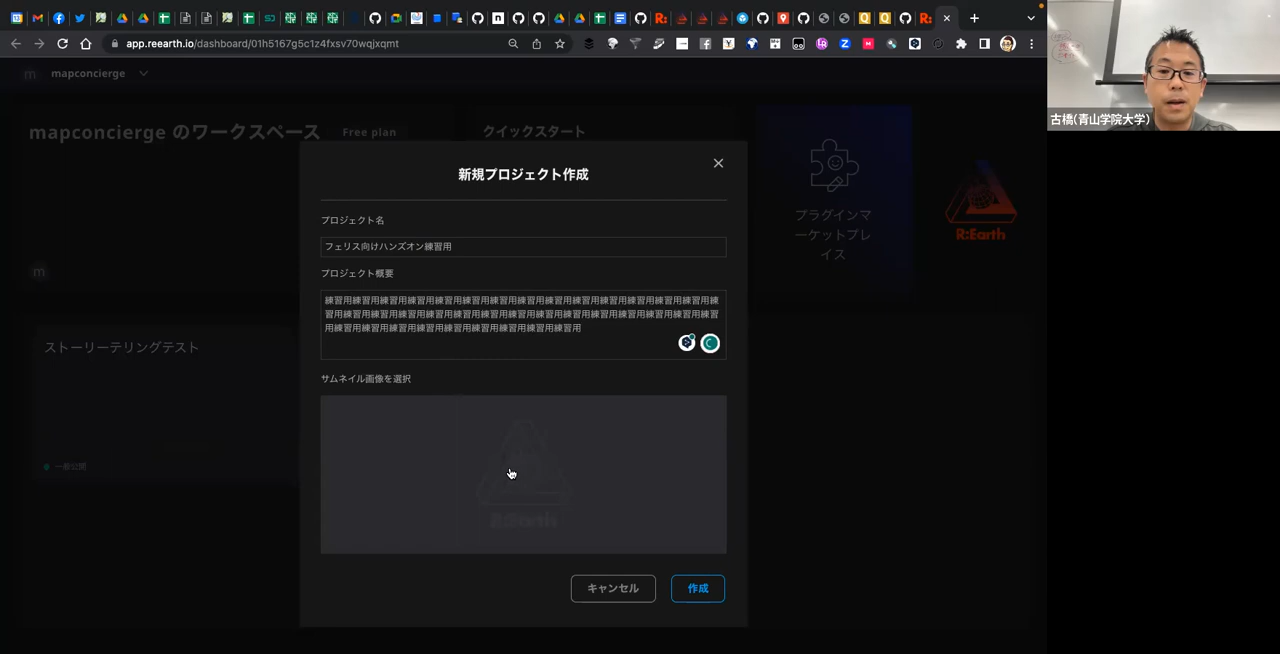 app.reearth.io/dashboard/01h5167g5c1z4fxsv70wqjxqmt
m mapconcierge
mapconcierge のワークスペース Free plan
クイックスタート
プラグインマ
ーケットプレ
イス
R:Earth
m
ストーリーテリングテスト
一般公開
新規プロジェクト作成
プロジェクト名
フェリス向けハンズオン練習用
プロジェクト概要
練習用練習用練習用練習用練習用練習用練習用練習用練習用練習用練習用練習用練習用練習用練
習用練習用練習用練習用練習用練習用練習用練習用練習用練習用練習用練習用練習用練習用練習
用練習用練習用練習用練習用練習用練習用練習用練習用練習用
サムネイル画像を選択
R:Earth
キャンセル 作成
古橋(青山学院大学)